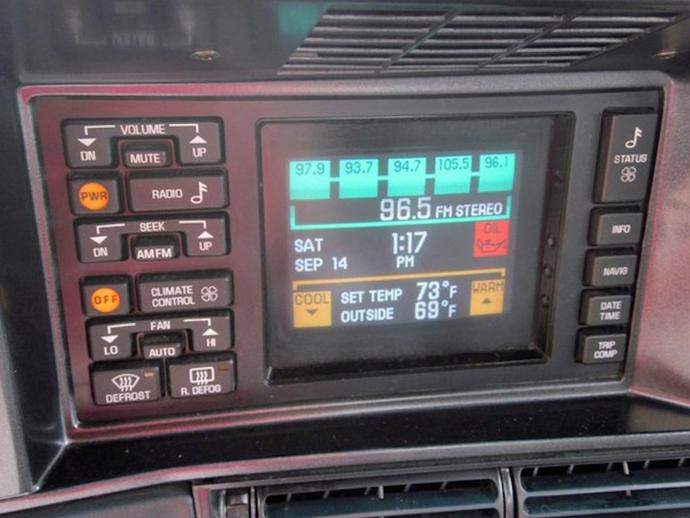 VOLUME
DN
UP
MUTE
PWR
RADIO
SEEK
DN
UP
AM FM
OFF
CLIMATE
CONTROL
FAN
LO
HI
AUTO
DEFROST
R. DEFOG
97.9 93.7 94.7 105.5 96.1
96.5 FM STEREO
SAT 1:17
SEP 14 PM
OIL
COOL
SET TEMP 73°F
OUTSIDE 69°F
WARM
STATUS
INFO
NAVIG
DATE
TIME
TRIP
COMP